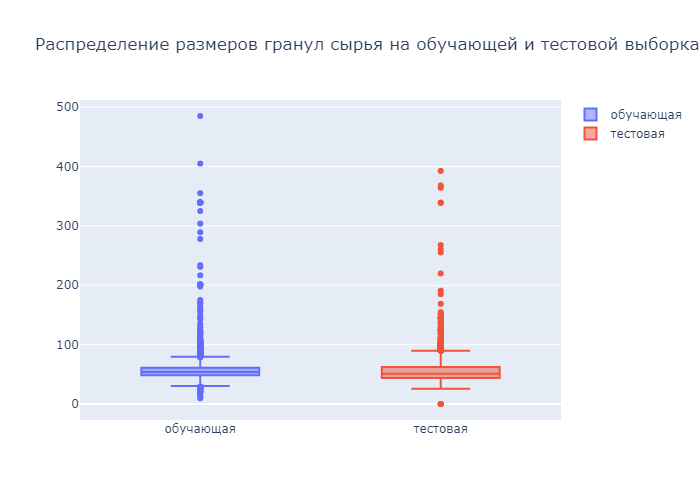 Распределение размеров гранул сырья на обучающей и тестовой выборка
500
400
300
200
100
0
обучающая
тестовая
обучающая
тестовая